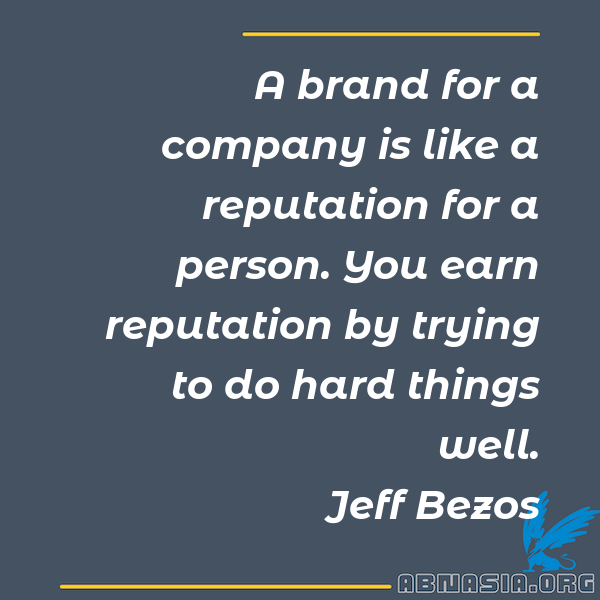 A brand for a
company is like a
reputation for a
person. You earn
reputation by trying
to do hard things
well.
Jeff Bezos
ABNASIA.ORG